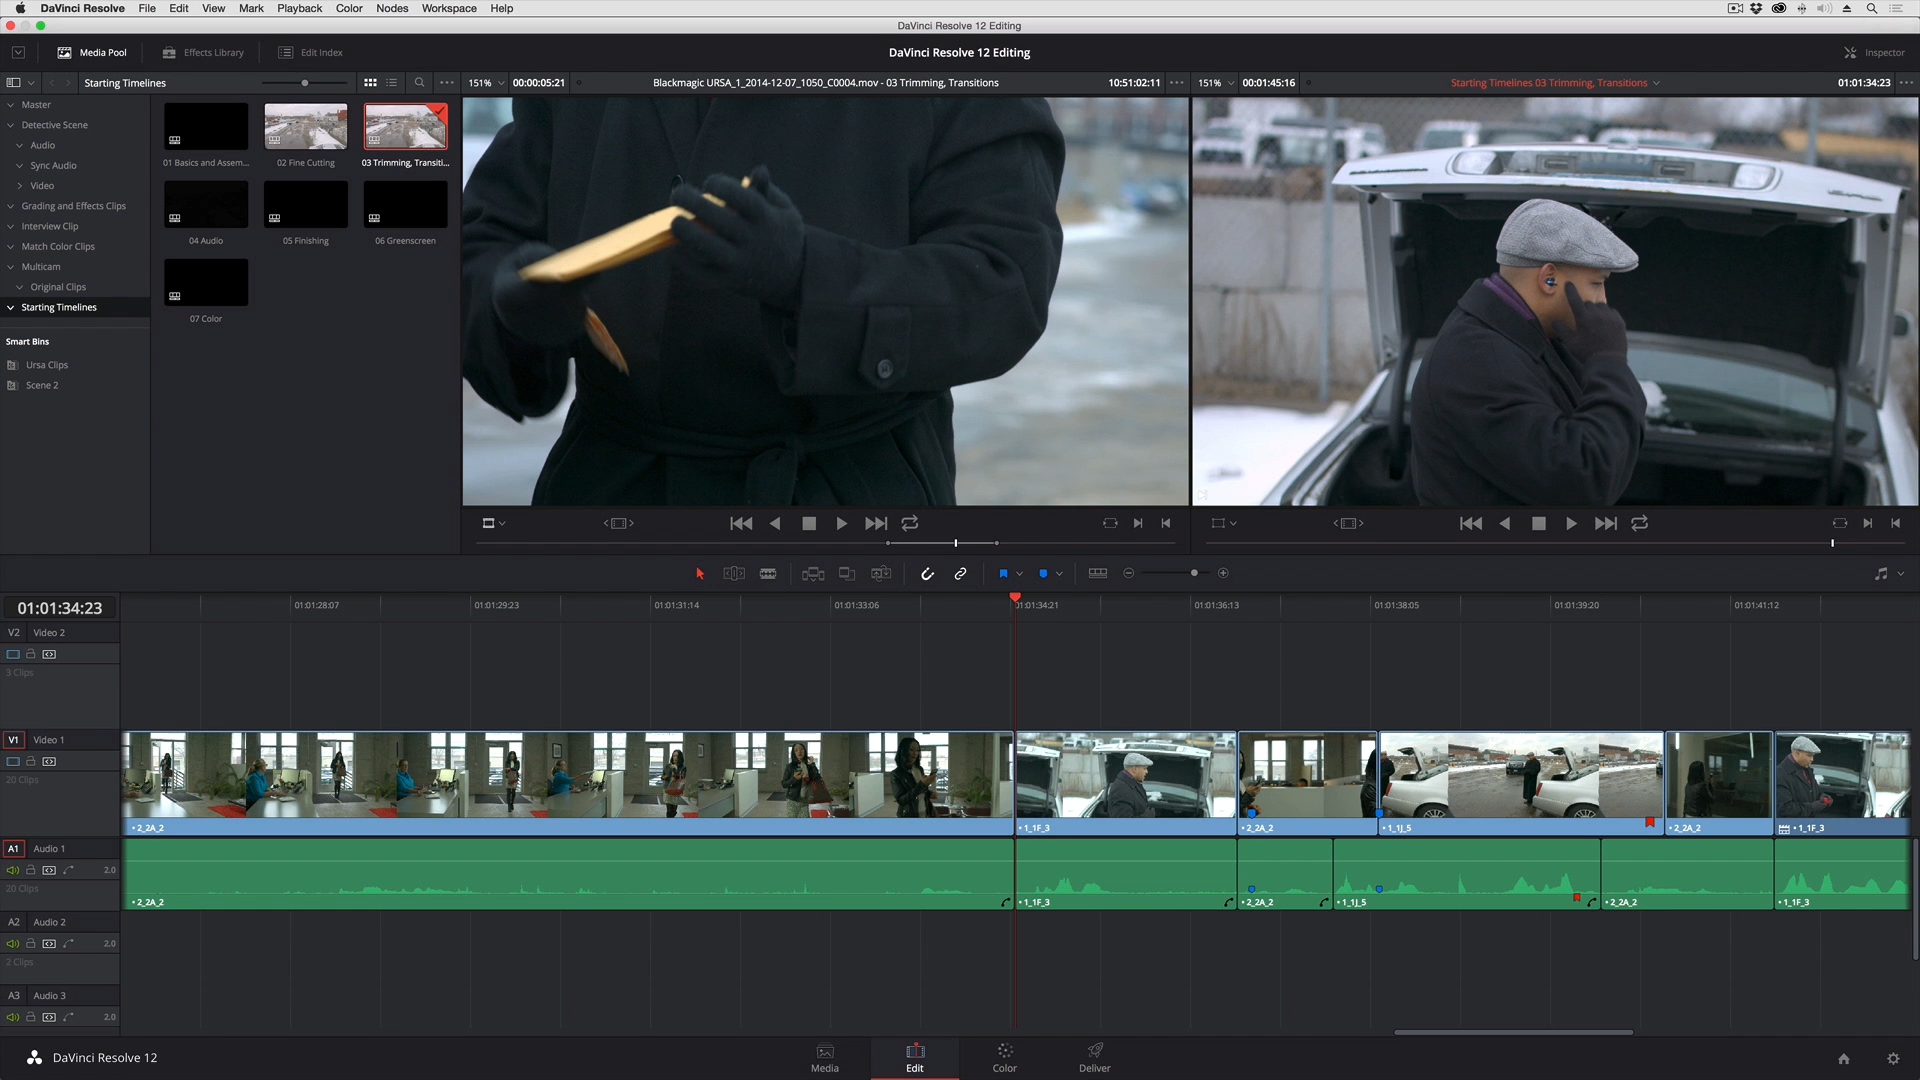 DaVinci Resolve File Edit View Mark Playback Color Nodes Workspace Help
DaVinci Resolve 12 Editing
Media Pool Effects Library Edit Index DaVinci Resolve 12 Editing Inspector
Starting Timelines 151% 00:00:05:21 Blackmagic URSA_1_2014-12-07_1050_C0004.mov - 03 Trimming, Transitions 10:51:02:11 151% 00:01:45:16 Starting Timelines 03 Trimming, Transitions 01:01:34:23
Master
Detective Scene
Audio
Sync Audio
Video
Grading and Effects Clips
Interview Clip
Match Color Clips
Multicam
Original Clips
Starting Timelines
Smart Bins
Ursa Clips
Scene 2
01 Basics and Assem... 02 Fine Cutting 03 Trimming, Transiti...
04 Audio 05 Finishing 06 Greenscreen
07 Color
01:01:34:23 01:01:28:07 01:01:29:23 01:01:31:14 01:01:33:06 01:01:34:21 01:01:36:13 01:01:38:05 01:01:39:20 01:01:41:12
V2 Video 2
3 Clips
V1 Video 1
20 Clips
2_2A_2 1_1F_3 2_2A_2 1_1J_5 2_2A_2 1_1F_3
A1 Audio 1
2.0
20 Clips
2_2A_2 1_1F_3 2_2A_2 1_1J_5 2_2A_2 1_1F_3
A2 Audio 2
2.0
2 Clips
A3 Audio 3
2.0
DaVinci Resolve 12 Media Edit Color Deliver